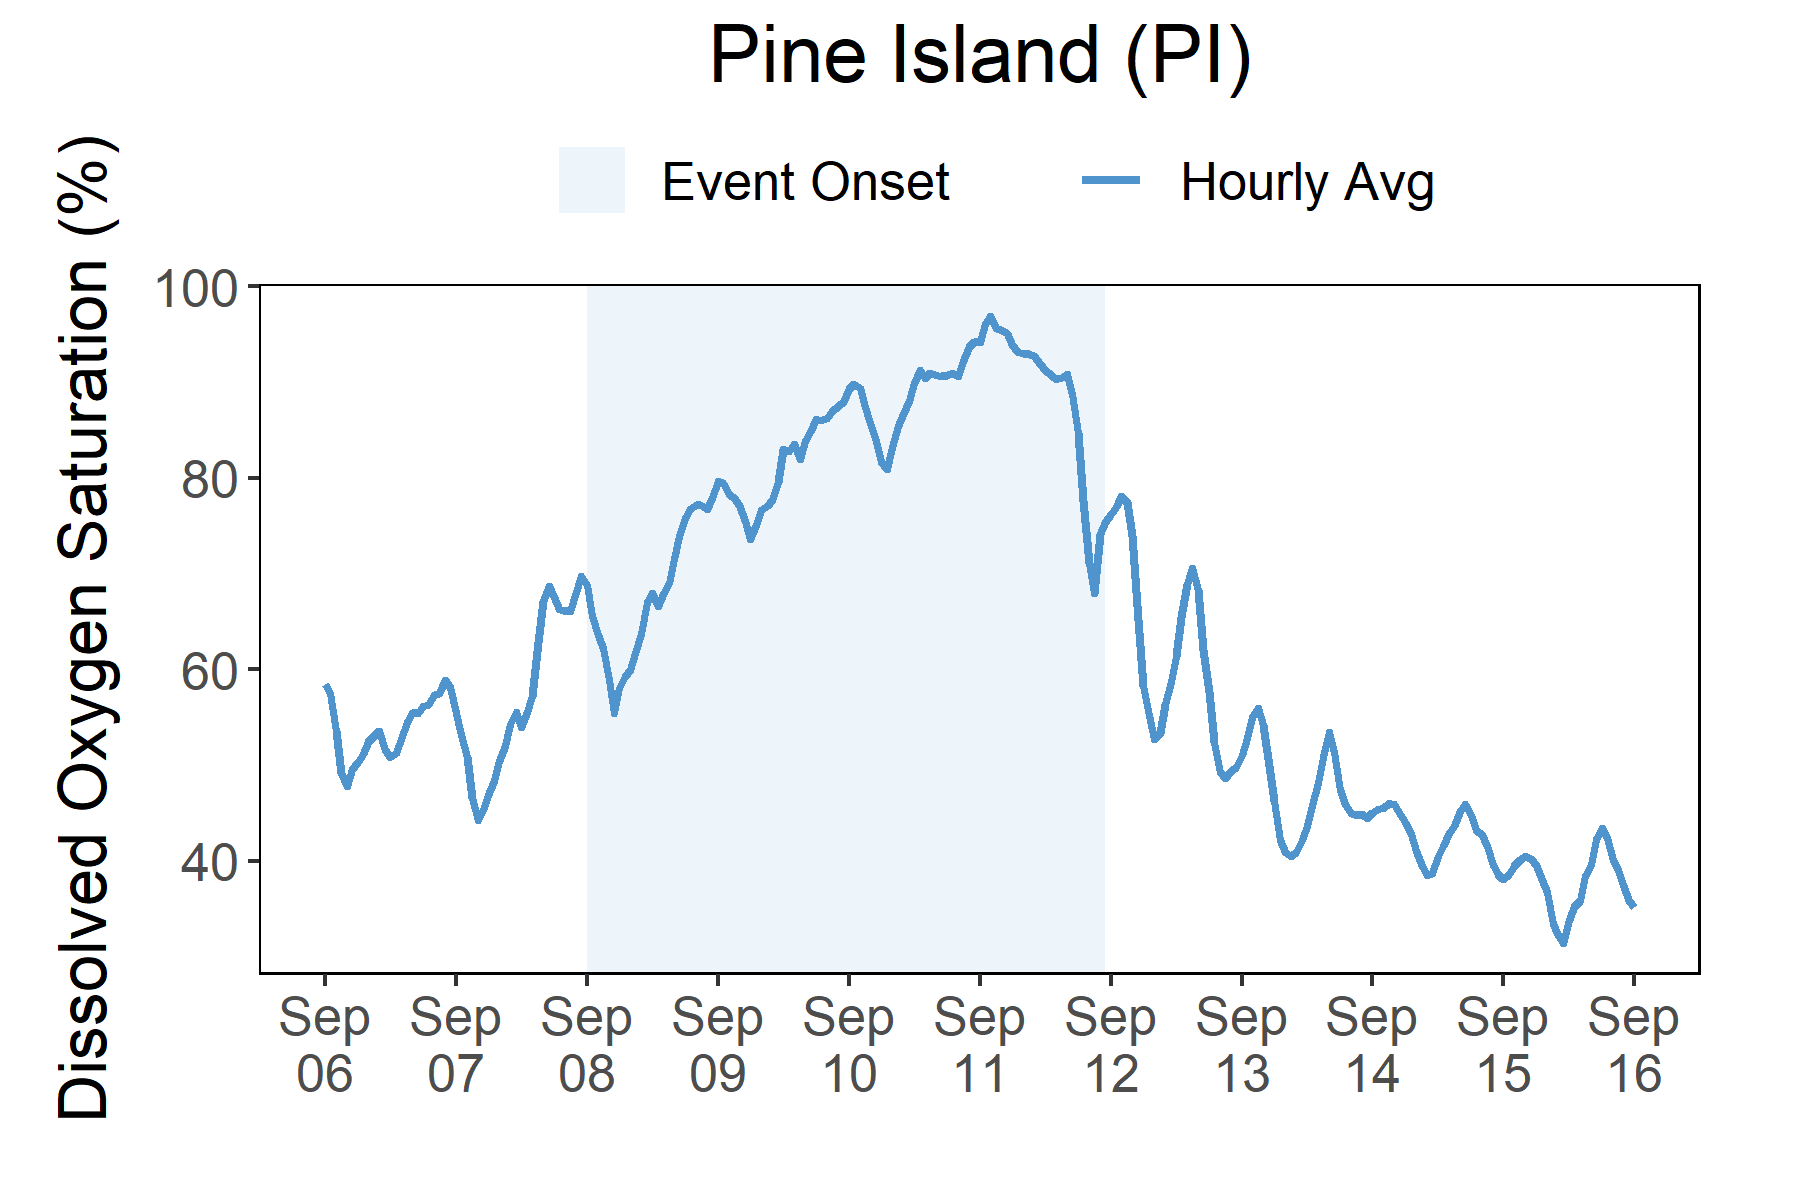 Pine Island (PI)
Event Onset
Hourly Avg
Dissolved Oxygen Saturation (%)
100
80
60
40
Sep 06
Sep 07
Sep 08
Sep 09
Sep 10
Sep 11
Sep 12
Sep 13
Sep 14
Sep 15
Sep 16